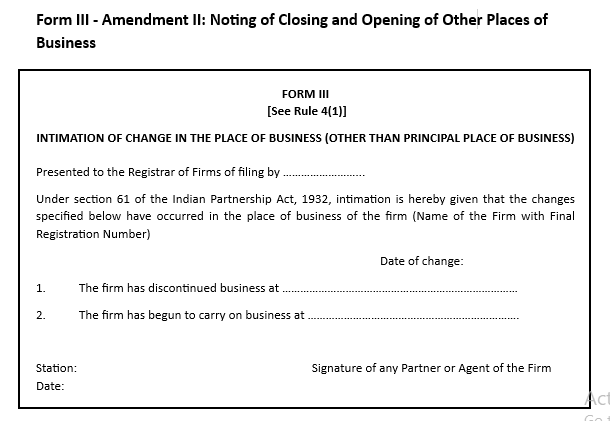 Form III - Amendment II: Noting of Closing and Opening of Other Places of
Business
FORM III
[See Rule 4(1)]
INTIMATION OF CHANGE IN THE PLACE OF BUSINESS (OTHER THAN PRINCIPAL PLACE OF BUSINESS)
Presented to the Registrar of Firms of filing by ............................
Under section 61 of the Indian Partnership Act, 1932, intimation is hereby given that the changes
specified below have occurred in the place of business of the firm (Name of the Firm with Final
Registration Number)
Date of change:
1. The firm has discontinued business at ................................................................................
2. The firm has begun to carry on business at ........................................................................
Station: Signature of any Partner or Agent of the Firm
Date: